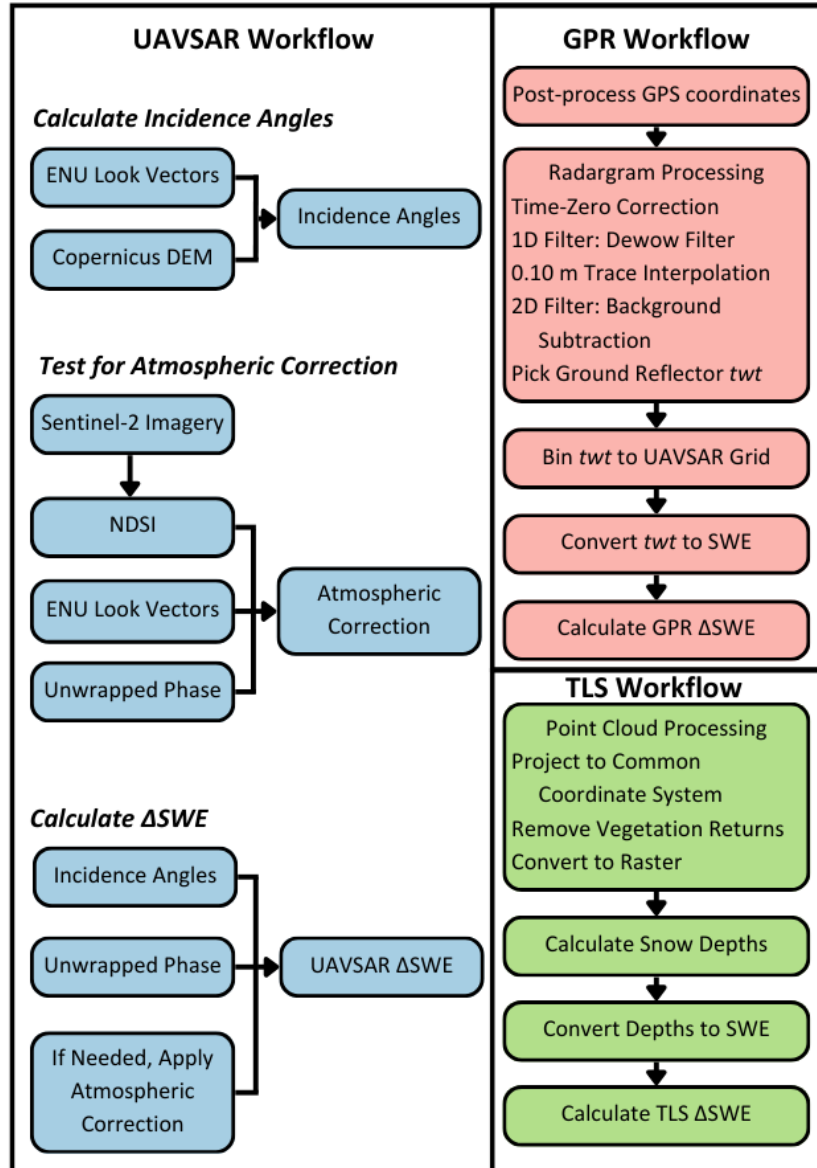 UAVSAR Workflow
Calculate Incidence Angles
ENU Look Vectors
Copernicus DEM
Incidence Angles
Test for Atmospheric Correction
Sentinel-2 Imagery
NDSI
ENU Look Vectors
Unwrapped Phase
Atmospheric
Correction
Calculate ΔSWE
Incidence Angles
Unwrapped Phase
If Needed, Apply
Atmospheric
Correction
UAVSAR ΔSWE
GPR Workflow
Post-process GPS coordinates
Radargram Processing
Time-Zero Correction
1D Filter: Dewow Filter
0.10 m Trace Interpolation
2D Filter: Background
Subtraction
Pick Ground Reflector twt
Bin twt to UAVSAR Grid
Convert twt to SWE
Calculate GPR ΔSWE
TLS Workflow
Point Cloud Processing
Project to Common
Coordinate System
Remove Vegetation Returns
Convert to Raster
Calculate Snow Depths
Convert Depths to SWE
Calculate TLS ΔSWE